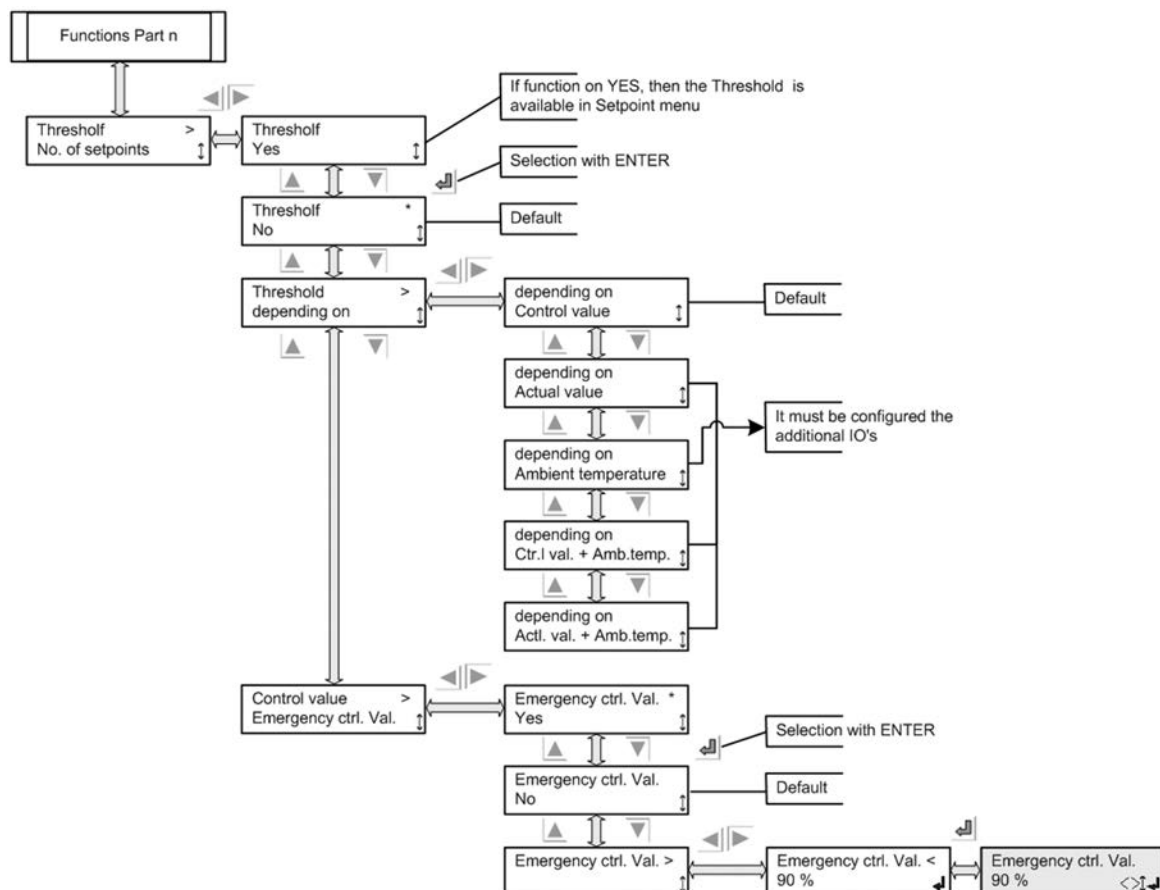 Functions Part n
If function on YES, then the Threshold is
available in Setpoint menu
Thresholf >
No. of setpoints
Thresholf
Yes
Selection with ENTER
Thresholf *
No
Default
Threshold >
depending on
depending on
Control value
Default
depending on
Actual value
It must be configured the
additional IO's
depending on
Ambient temperature
depending on
Ctr.l val. + Amb.temp.
depending on
Actl. val. + Amb.temp.
Control value >
Emergency ctrl. Val.
Emergency ctrl. Val. *
Yes
Selection with ENTER
Emergency ctrl. Val.
No
Default
Emergency ctrl. Val. >
Emergency ctrl. Val. <
90 %
Emergency ctrl. Val.
90 % <>